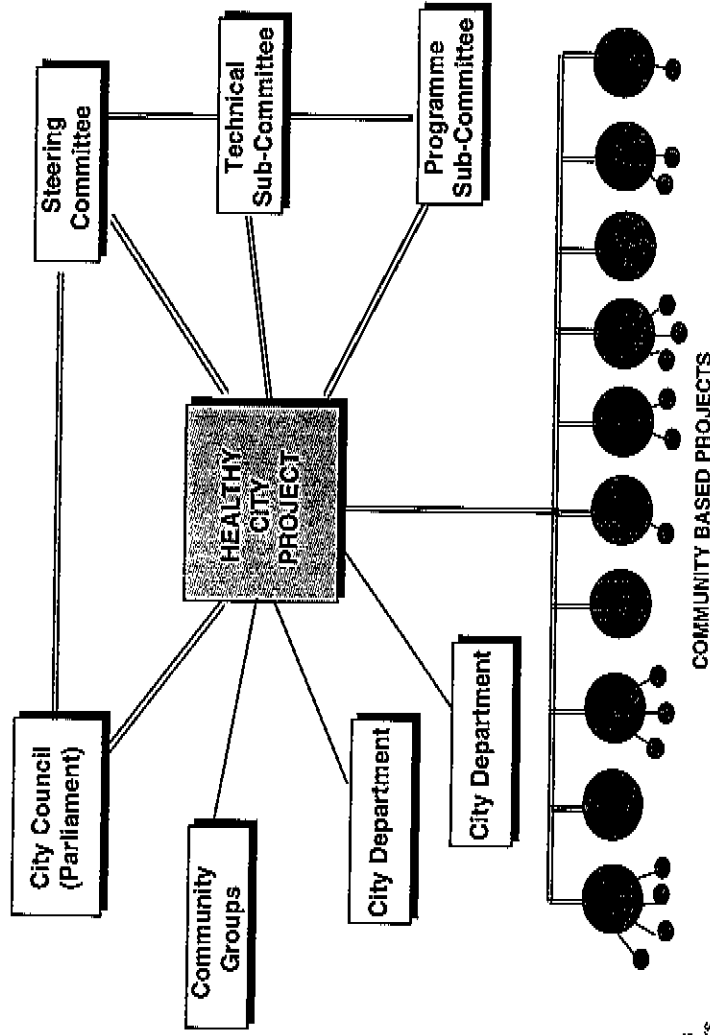 City Council
(Parliament)
Steering
Committee
Community
Groups
HEALTHY
CITY
PROJECT
Technical
Sub-Committee
City Department
City Department
Programme
Sub-Committee
COMMUNITY BASED PROJECTS